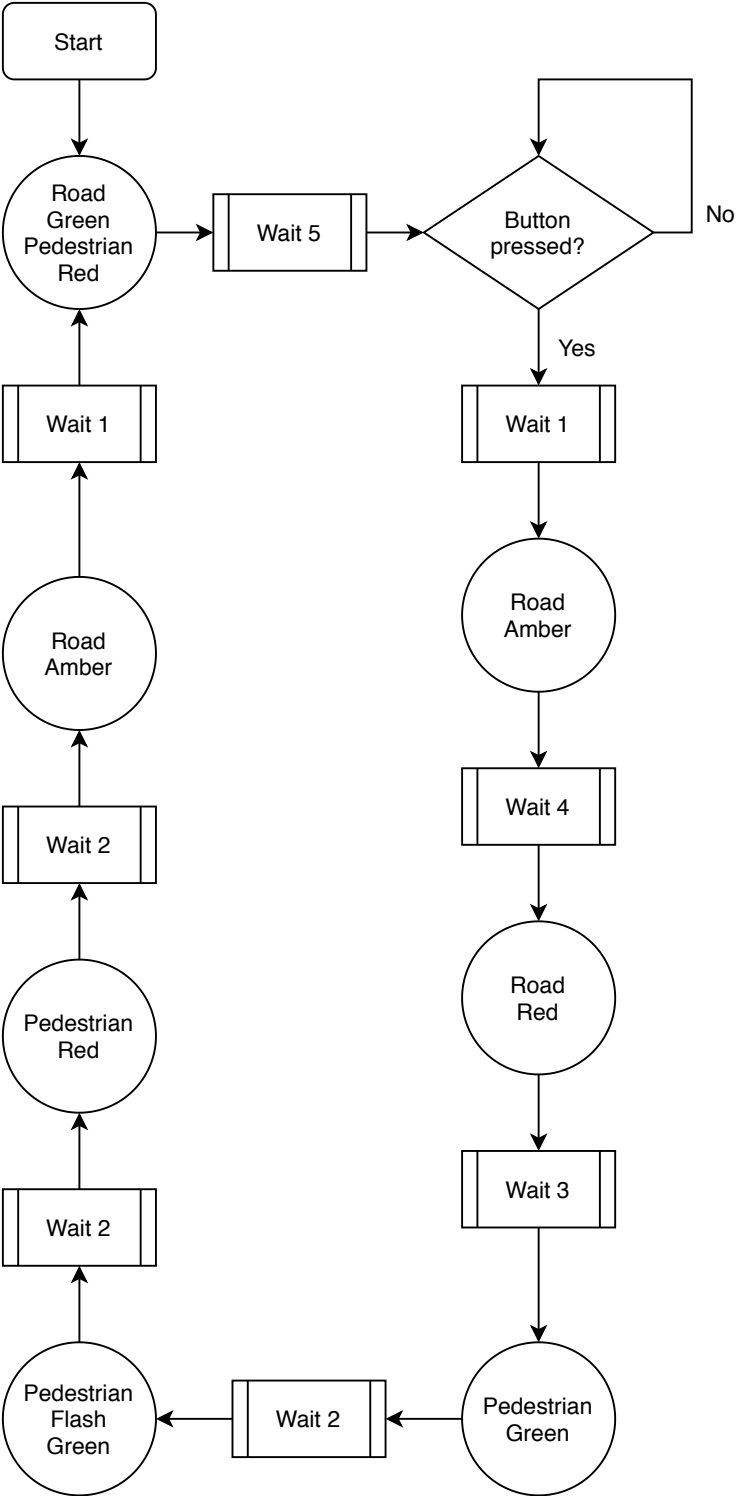 Start
Road
Green
Pedestrian
Red
Wait 5
Button
pressed?
No
Yes
Wait 1
Road
Amber
Wait 4
Road
Red
Wait 3
Pedestrian
Green
Wait 2
Pedestrian
Flash
Green
Wait 2
Pedestrian
Red
Wait 2
Road
Amber
Wait 1